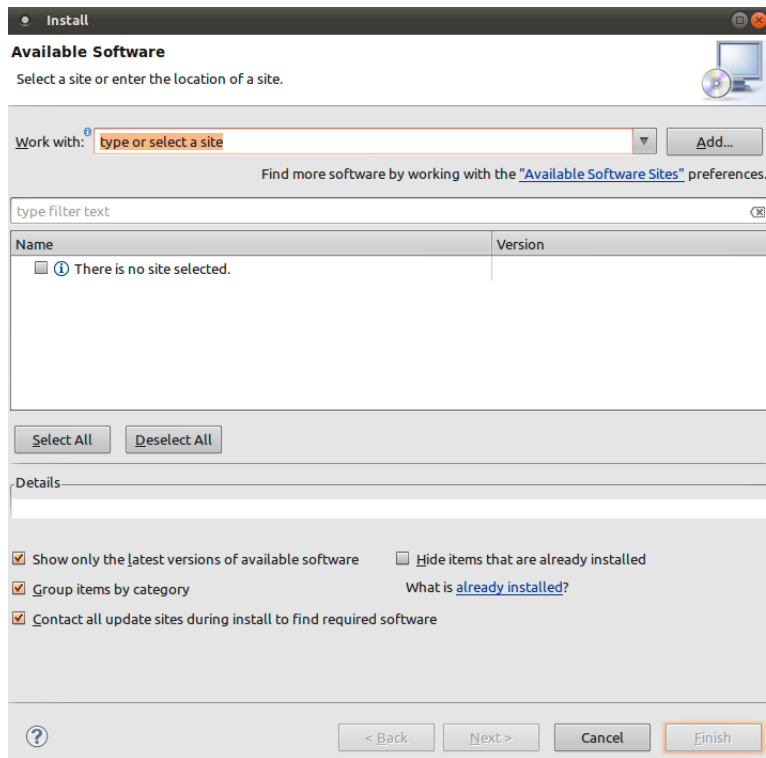 Install
Available Software
Select a site or enter the location of a site.
Work with: type or select a site Add...
Find more software by working with the "Available Software Sites" preferences.
type filter text
Name Version
There is no site selected.
Select All Deselect All
Details
Show only the latest versions of available software Hide items that are already installed
Group items by category What is already installed?
Contact all update sites during install to find required software
? < Back Next > Cancel Finish